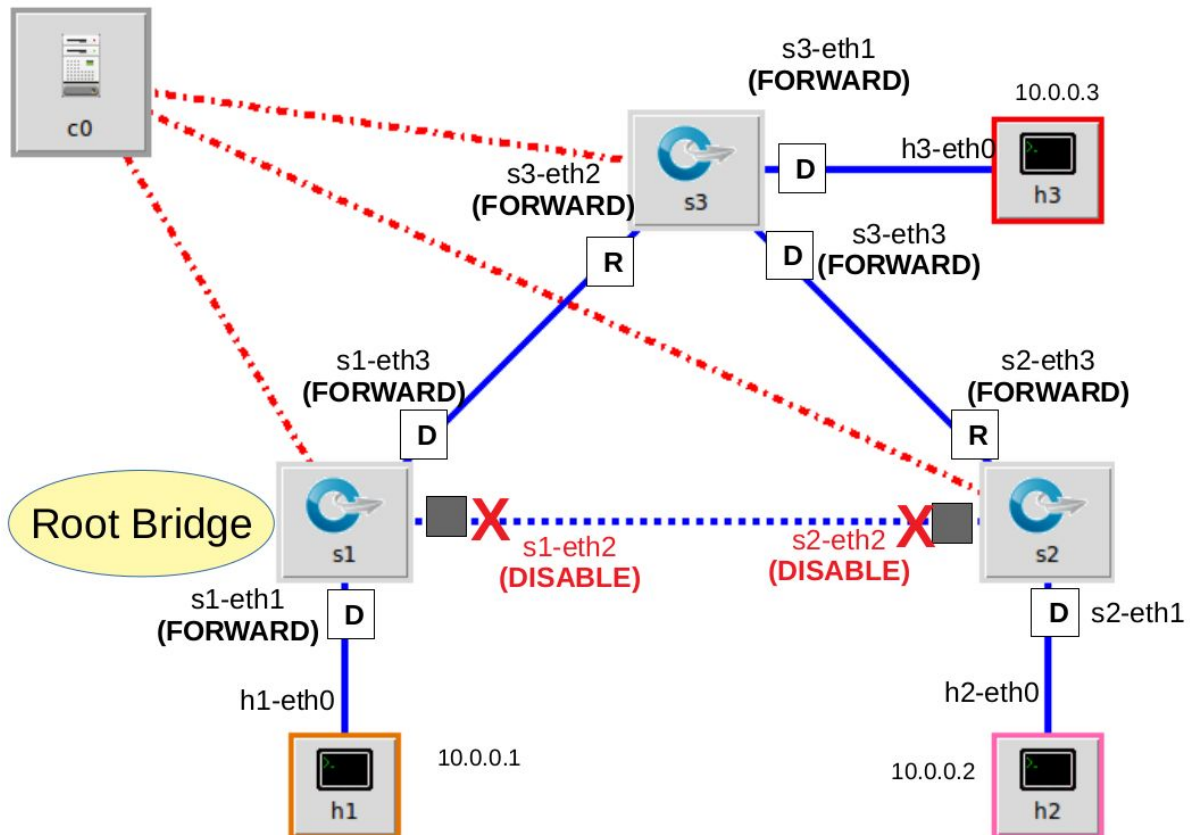 c0
s3-eth1
(FORWARD)
10.0.0.3
s3-eth2
(FORWARD)
s3
D
h3-eth0
h3
R
D
s3-eth3
(FORWARD)
s1-eth3
(FORWARD)
D
s2-eth3
(FORWARD)
R
Root Bridge
s1
X
s1-eth2
(DISABLE)
s2-eth2
(DISABLE)
X
s2
s1-eth1
(FORWARD)
D
D
s2-eth1
h1-eth0
h2-eth0
10.0.0.1
h1
10.0.0.2
h2